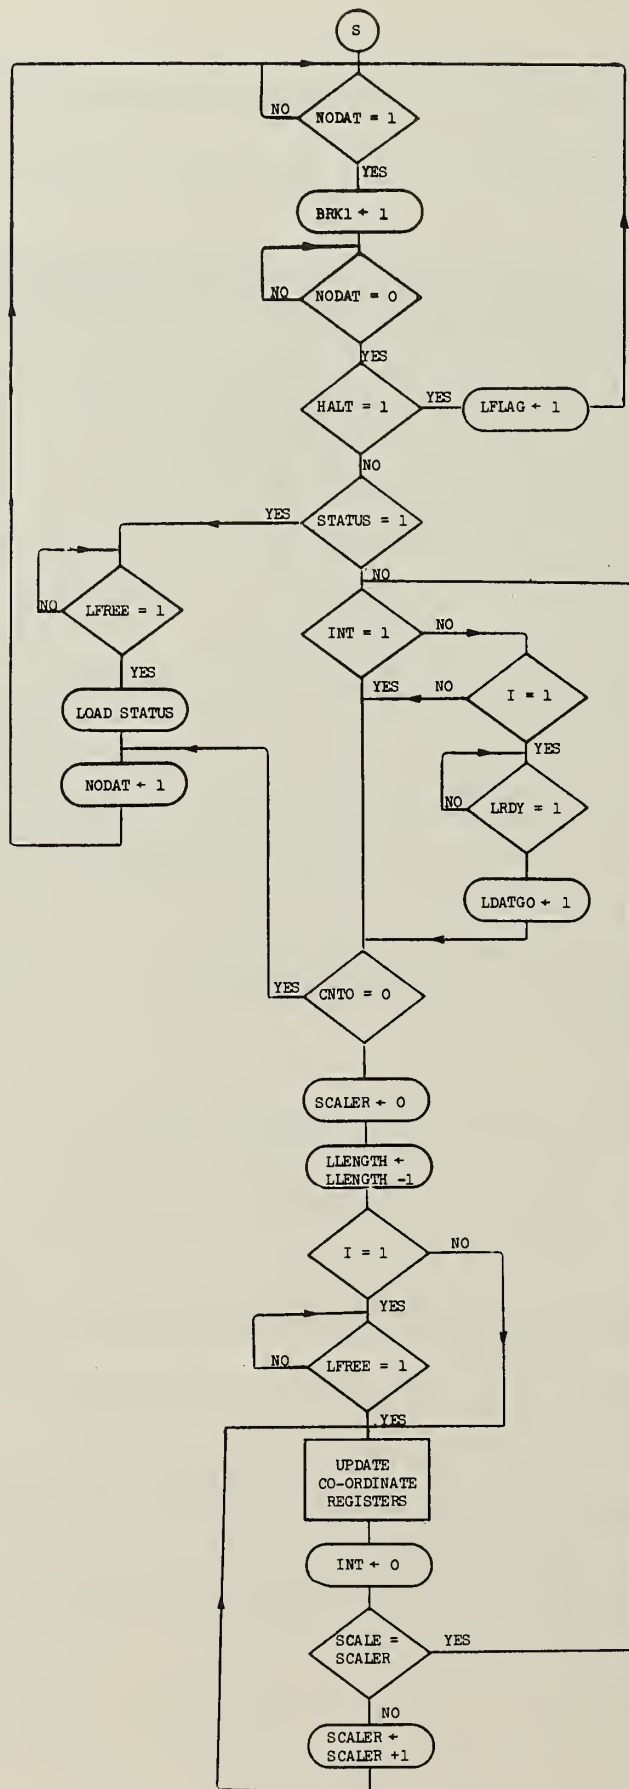 S
NODAT = 1
NO
YES
BRK1 ← 1
NODAT = 0
NO
YES
HALT = 1
YES
LFLAG ← 1
NO
STATUS = 1
YES
NO
LFREE = 1
NO
YES
LOAD STATUS
NODAT ← 1
INT = 1
NO
YES
I = 1
NO
YES
LRDY = 1
NO
LDATGO ← 1
CNTO = 0
YES
SCALER ← 0
LLENGTH ←
LLENGTH -1
I = 1
NO
YES
LFREE = 1
NO
YES
UPDATE
CO-ORDINATE
REGISTERS
INT ← 0
SCALE =
SCALER
YES
NO
SCALER ←
SCALER +1